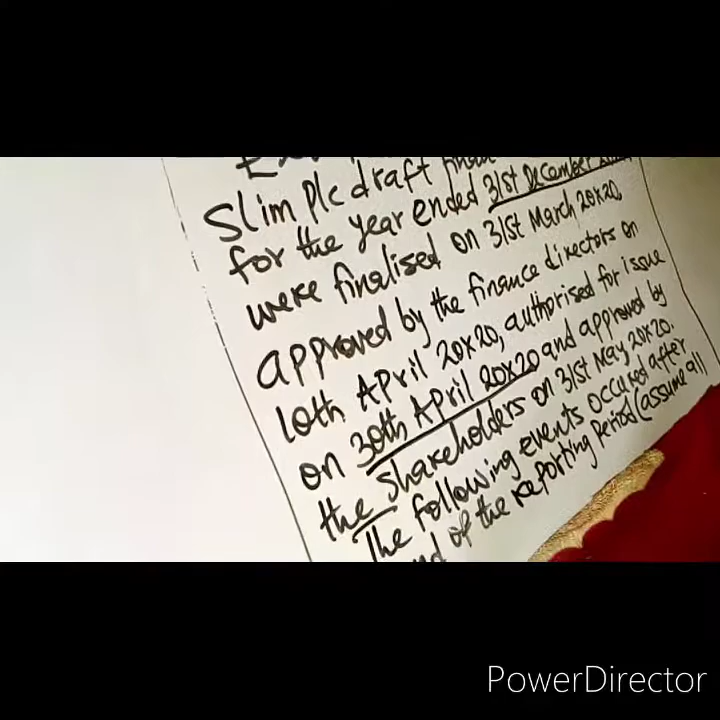 Slim Plc draft
for the year ended 31st December
were finalised on 31st March 20x20,
approved by the finance directors on
10th April 20x20, authorised for issue
on 30th April 20x20 and approved by
the shareholders on 31st May 20x20.
The following events occured after
of the reporting period (assume all
PowerDirector